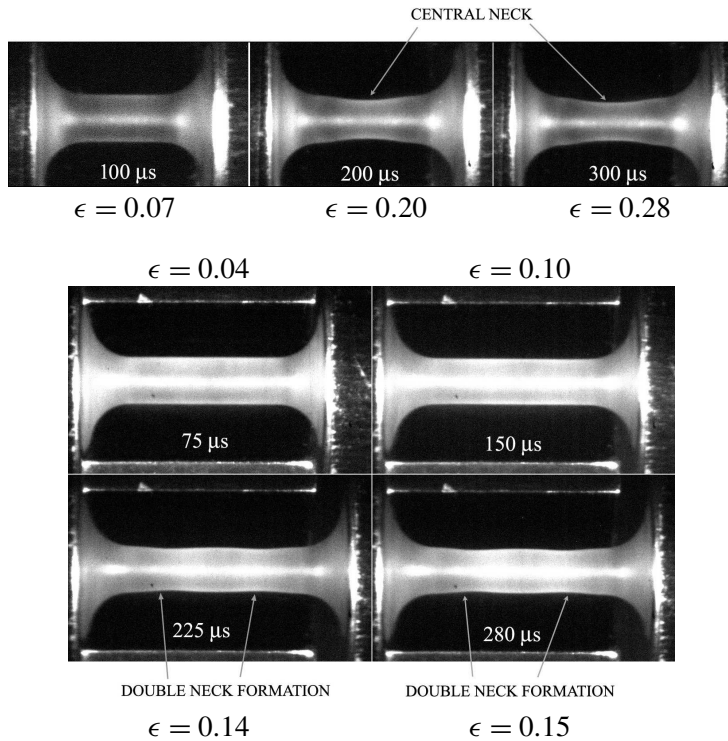 CENTRAL NECK
100 μs
200 μs
300 μs
ϵ = 0.07
ϵ = 0.20
ϵ = 0.28
ϵ = 0.04
ϵ = 0.10
75 μs
150 μs
225 μs
280 μs
DOUBLE NECK FORMATION
DOUBLE NECK FORMATION
ϵ = 0.14
ϵ = 0.15